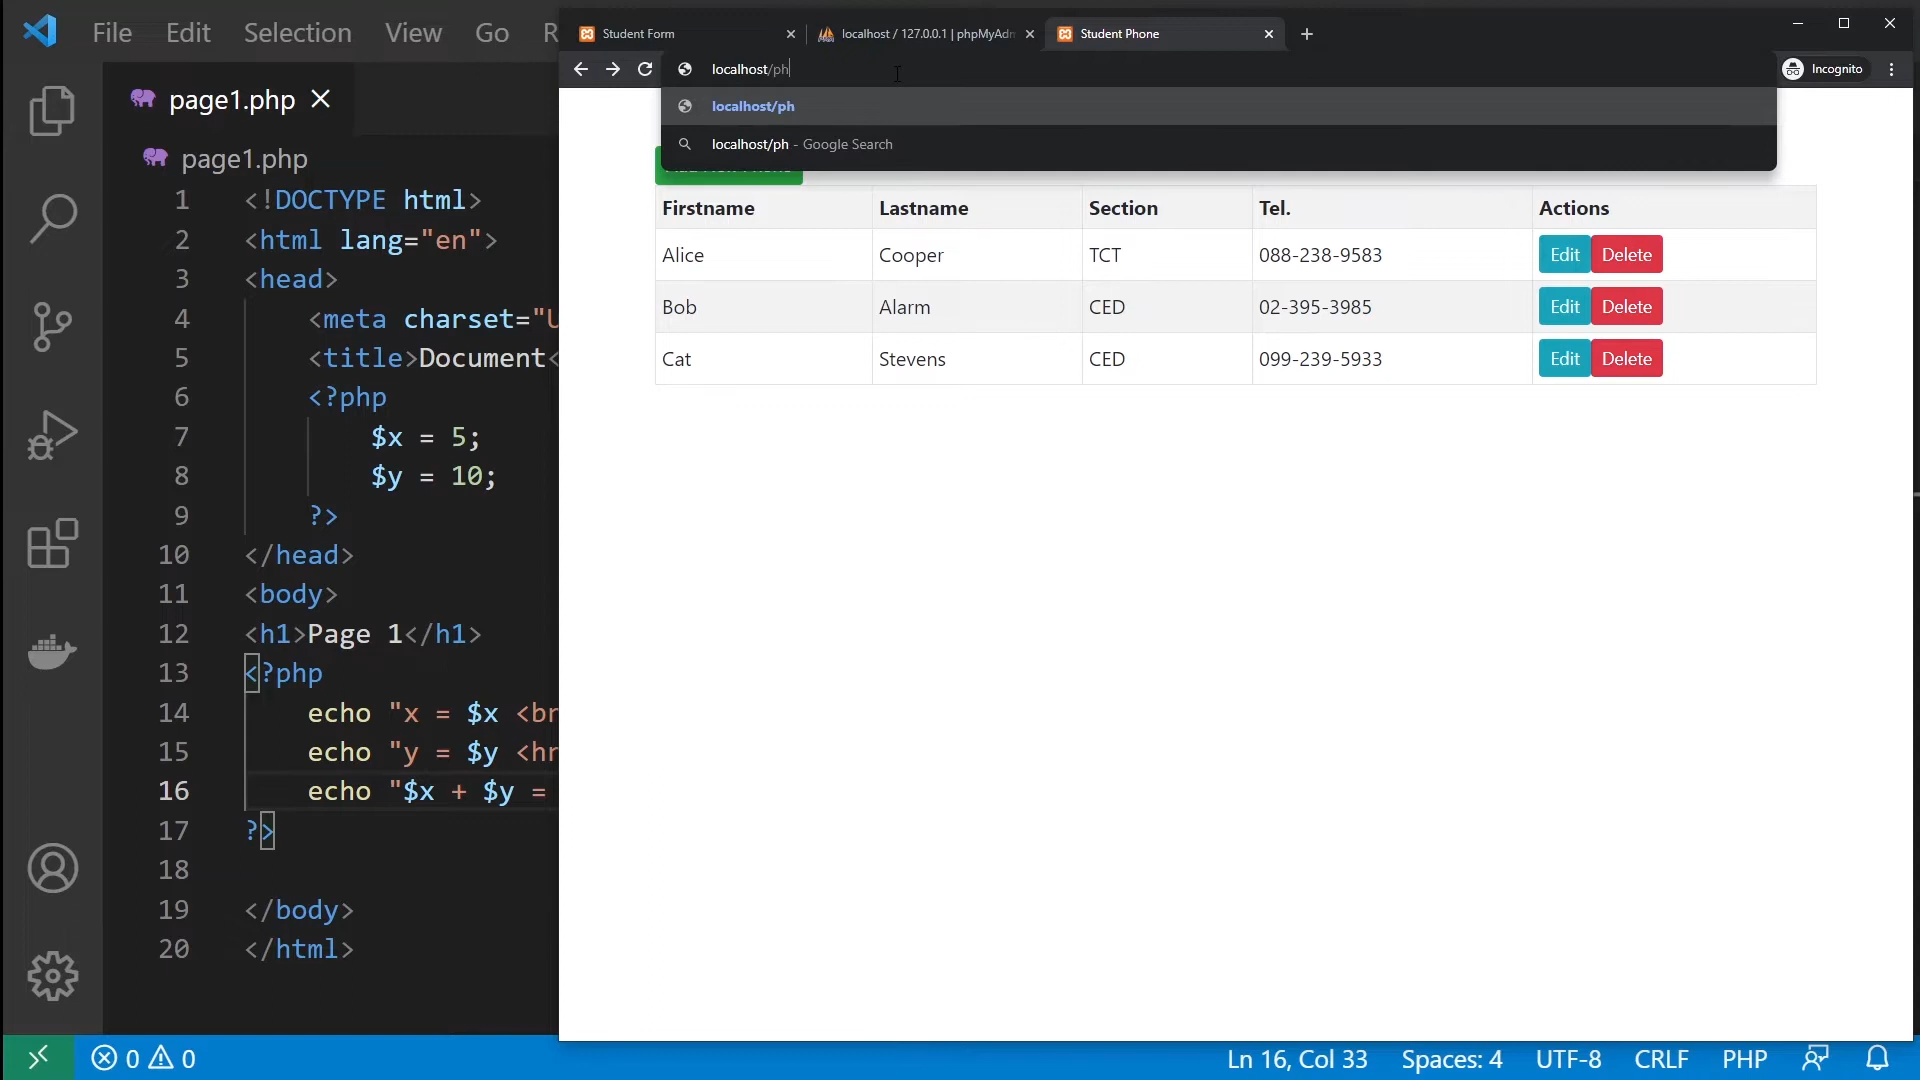 File Edit Selection View Go R
Student Form
localhost / 127.0.0.1 | phpMyAdm
Student Phone
localhost/ph
Incognito
localhost/ph
localhost/ph - Google Search
page1.php
page1.php
1 <!DOCTYPE html>
2 <html lang="en">
3 <head>
4 <meta charset="U
5 <title>Document<
6 <?php
7 $x = 5;
8 $y = 10;
9 ?>
10 </head>
11 <body>
12 <h1>Page 1</h1>
13 <?php
14 echo "x = $x <br
15 echo "y = $y <hr
16 echo "$x + $y =
17 ?>
18
19 </body>
20 </html>
Firstname Lastname Section Tel. Actions
Alice Cooper TCT 088-238-9583 Edit Delete
Bob Alarm CED 02-395-3985 Edit Delete
Cat Stevens CED 099-239-5933 Edit Delete
0 0
Ln 16, Col 33 Spaces: 4 UTF-8 CRLF PHP